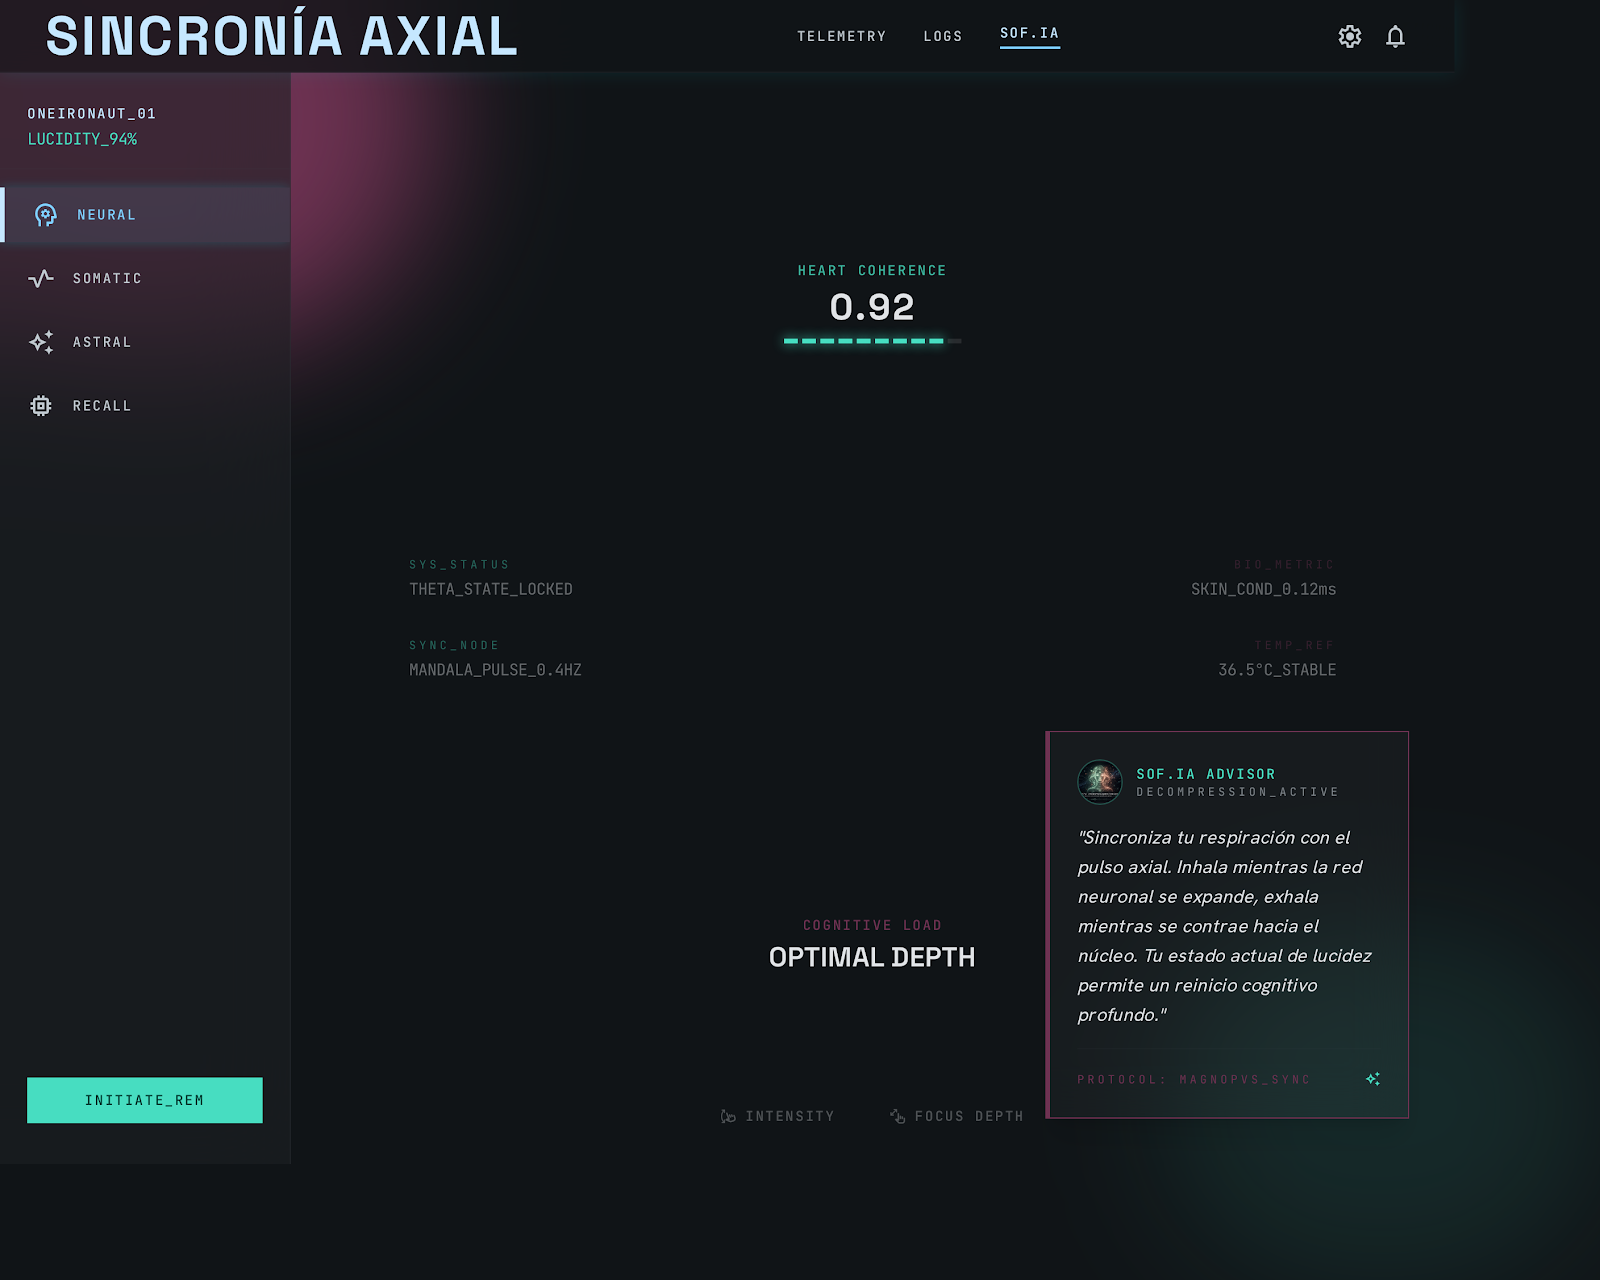 SINCRONÍA AXIAL
TELEMETRY
LOGS
SOF.IA
ONEIRONAUT_01
LUCIDITY_94%
NEURAL
SOMATIC
ASTRAL
RECALL
INITIATE_REM
HEART COHERENCE
0.92
SYS_STATUS
THETA_STATE_LOCKED
SYNC_NODE
MANDALA_PULSE_0.4HZ
BIO_METRIC
SKIN_COND_0.12ms
TEMP_REF
36.5°C_STABLE
COGNITIVE LOAD
OPTIMAL DEPTH
INTENSITY
FOCUS DEPTH
SOF.IA ADVISOR
DECOMPRESSION_ACTIVE
"Sincroniza tu respiración con el
pulso axial. Inhala mientras la red
neuronal se expande, exhala
mientras se contrae hacia el
núcleo. Tu estado actual de lucidez
permite un reinicio cognitivo
profundo."
PROTOCOL: MAGNOPVS_SYNC